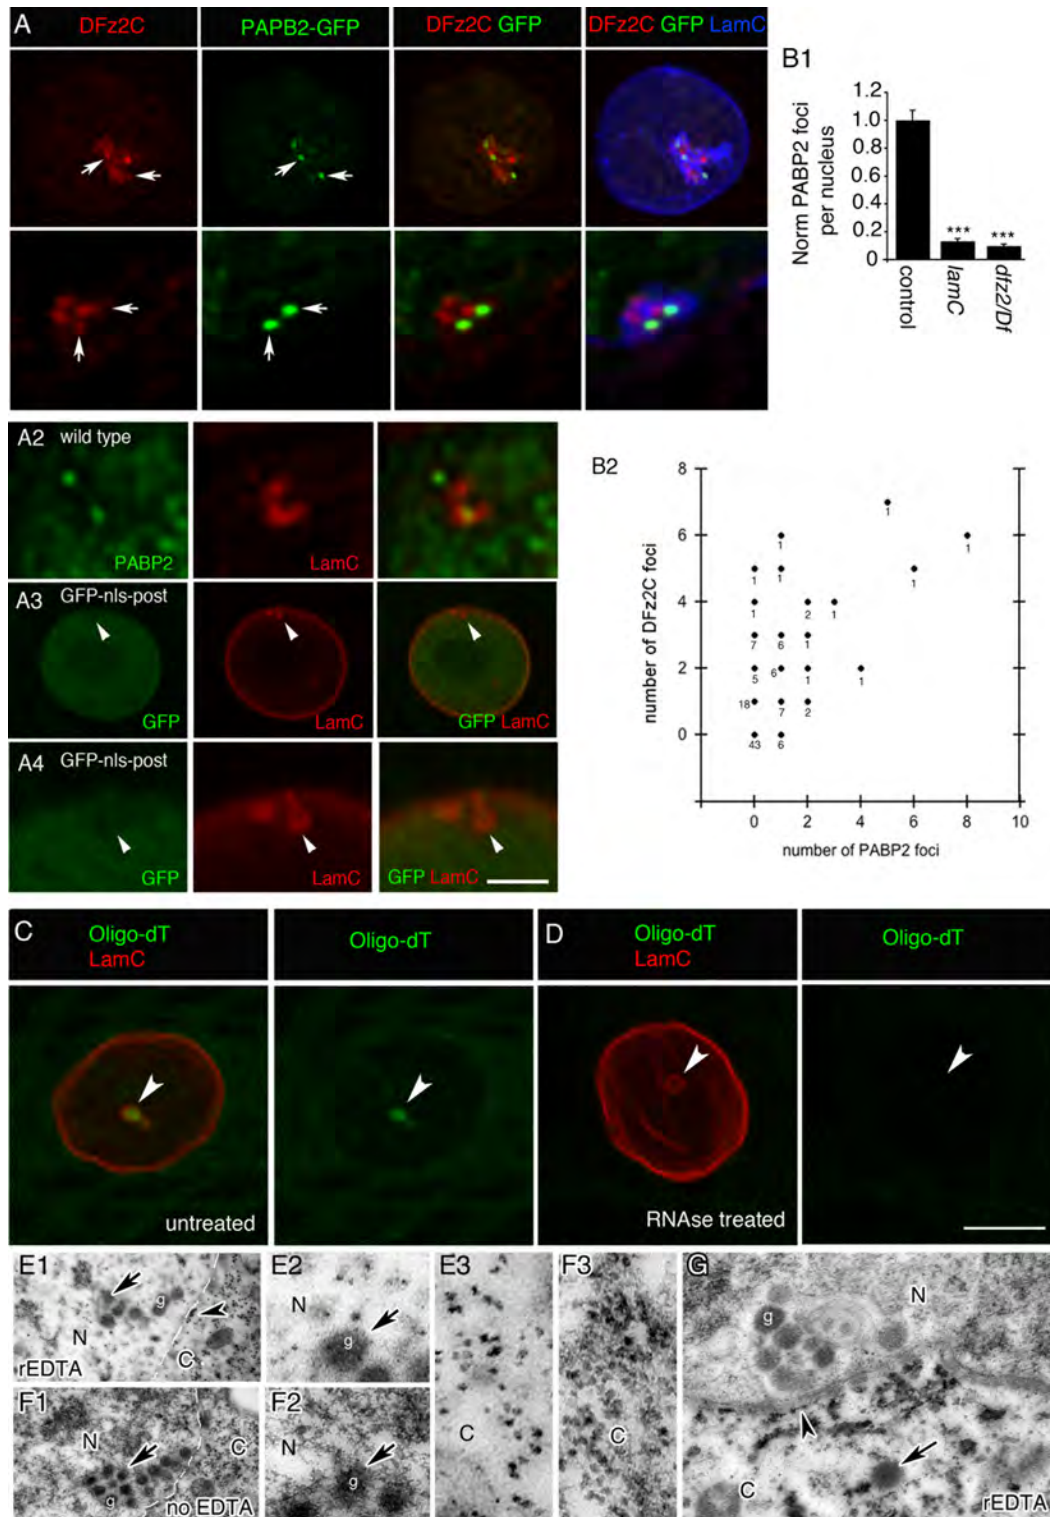 A DFz2C PAPB2-GFP DFz2C GFP DFz2C GFP LamC
B1
Norm PABP2 foci
per nucleus
1.2
1.0
0.8
0.6
0.4
0.2
0
*** ***
control lamC dfz2/Df
A2 wild type
PABP2 LamC
A3 GFP-nls-post
GFP LamC GFP LamC
A4 GFP-nls-post
GFP LamC GFP LamC
B2
number of DFz2C foci
8
6
4
2
0
1
1 1 1
1 1 1
1 2 1
7 6 1
5 6 1 1
18 7 2
43 6
0 2 4 6 8 10
number of PABP2 foci
C Oligo-dT Oligo-dT D Oligo-dT Oligo-dT
LamC LamC
untreated RNAse treated
E1 g N C rEDTA
E2 N g
E3 C
F3 C
G g N C rEDTA
F1 N g C no EDTA
F2 N g